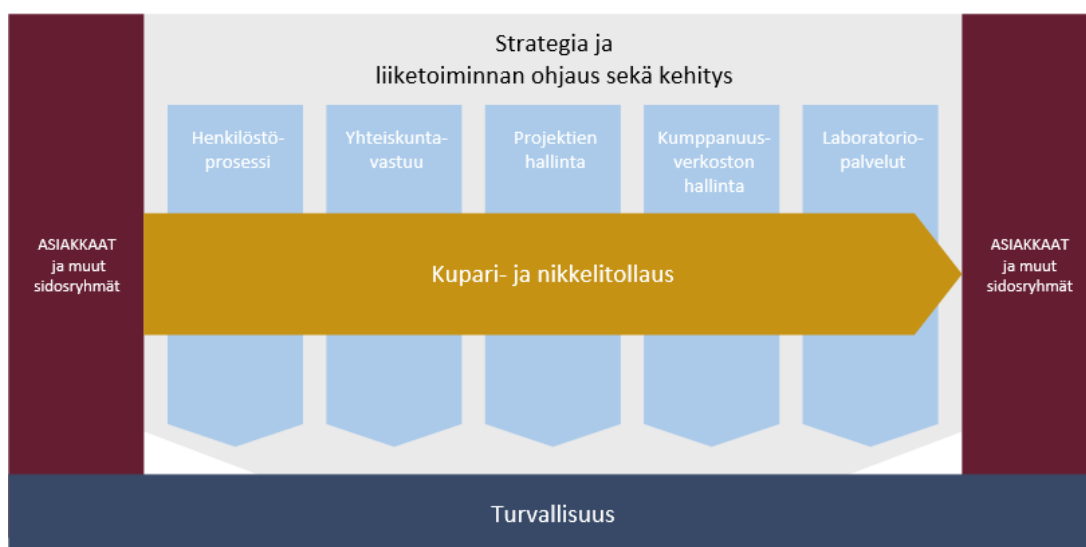 Strategia ja
liiketoiminnan ohjaus sekä kehitys
Henkilöstö-
prosessi
Yhteiskunta-
vastuu
Projektien
hallinta
Kumppanuus-
verkoston
hallinta
Laboratorio-
palvelut
ASIAKKAAT
ja muut
sidosryhmät
Kupari- ja nikkelitollaus
ASIAKKAAT
ja muut
sidosryhmät
Turvallisuus